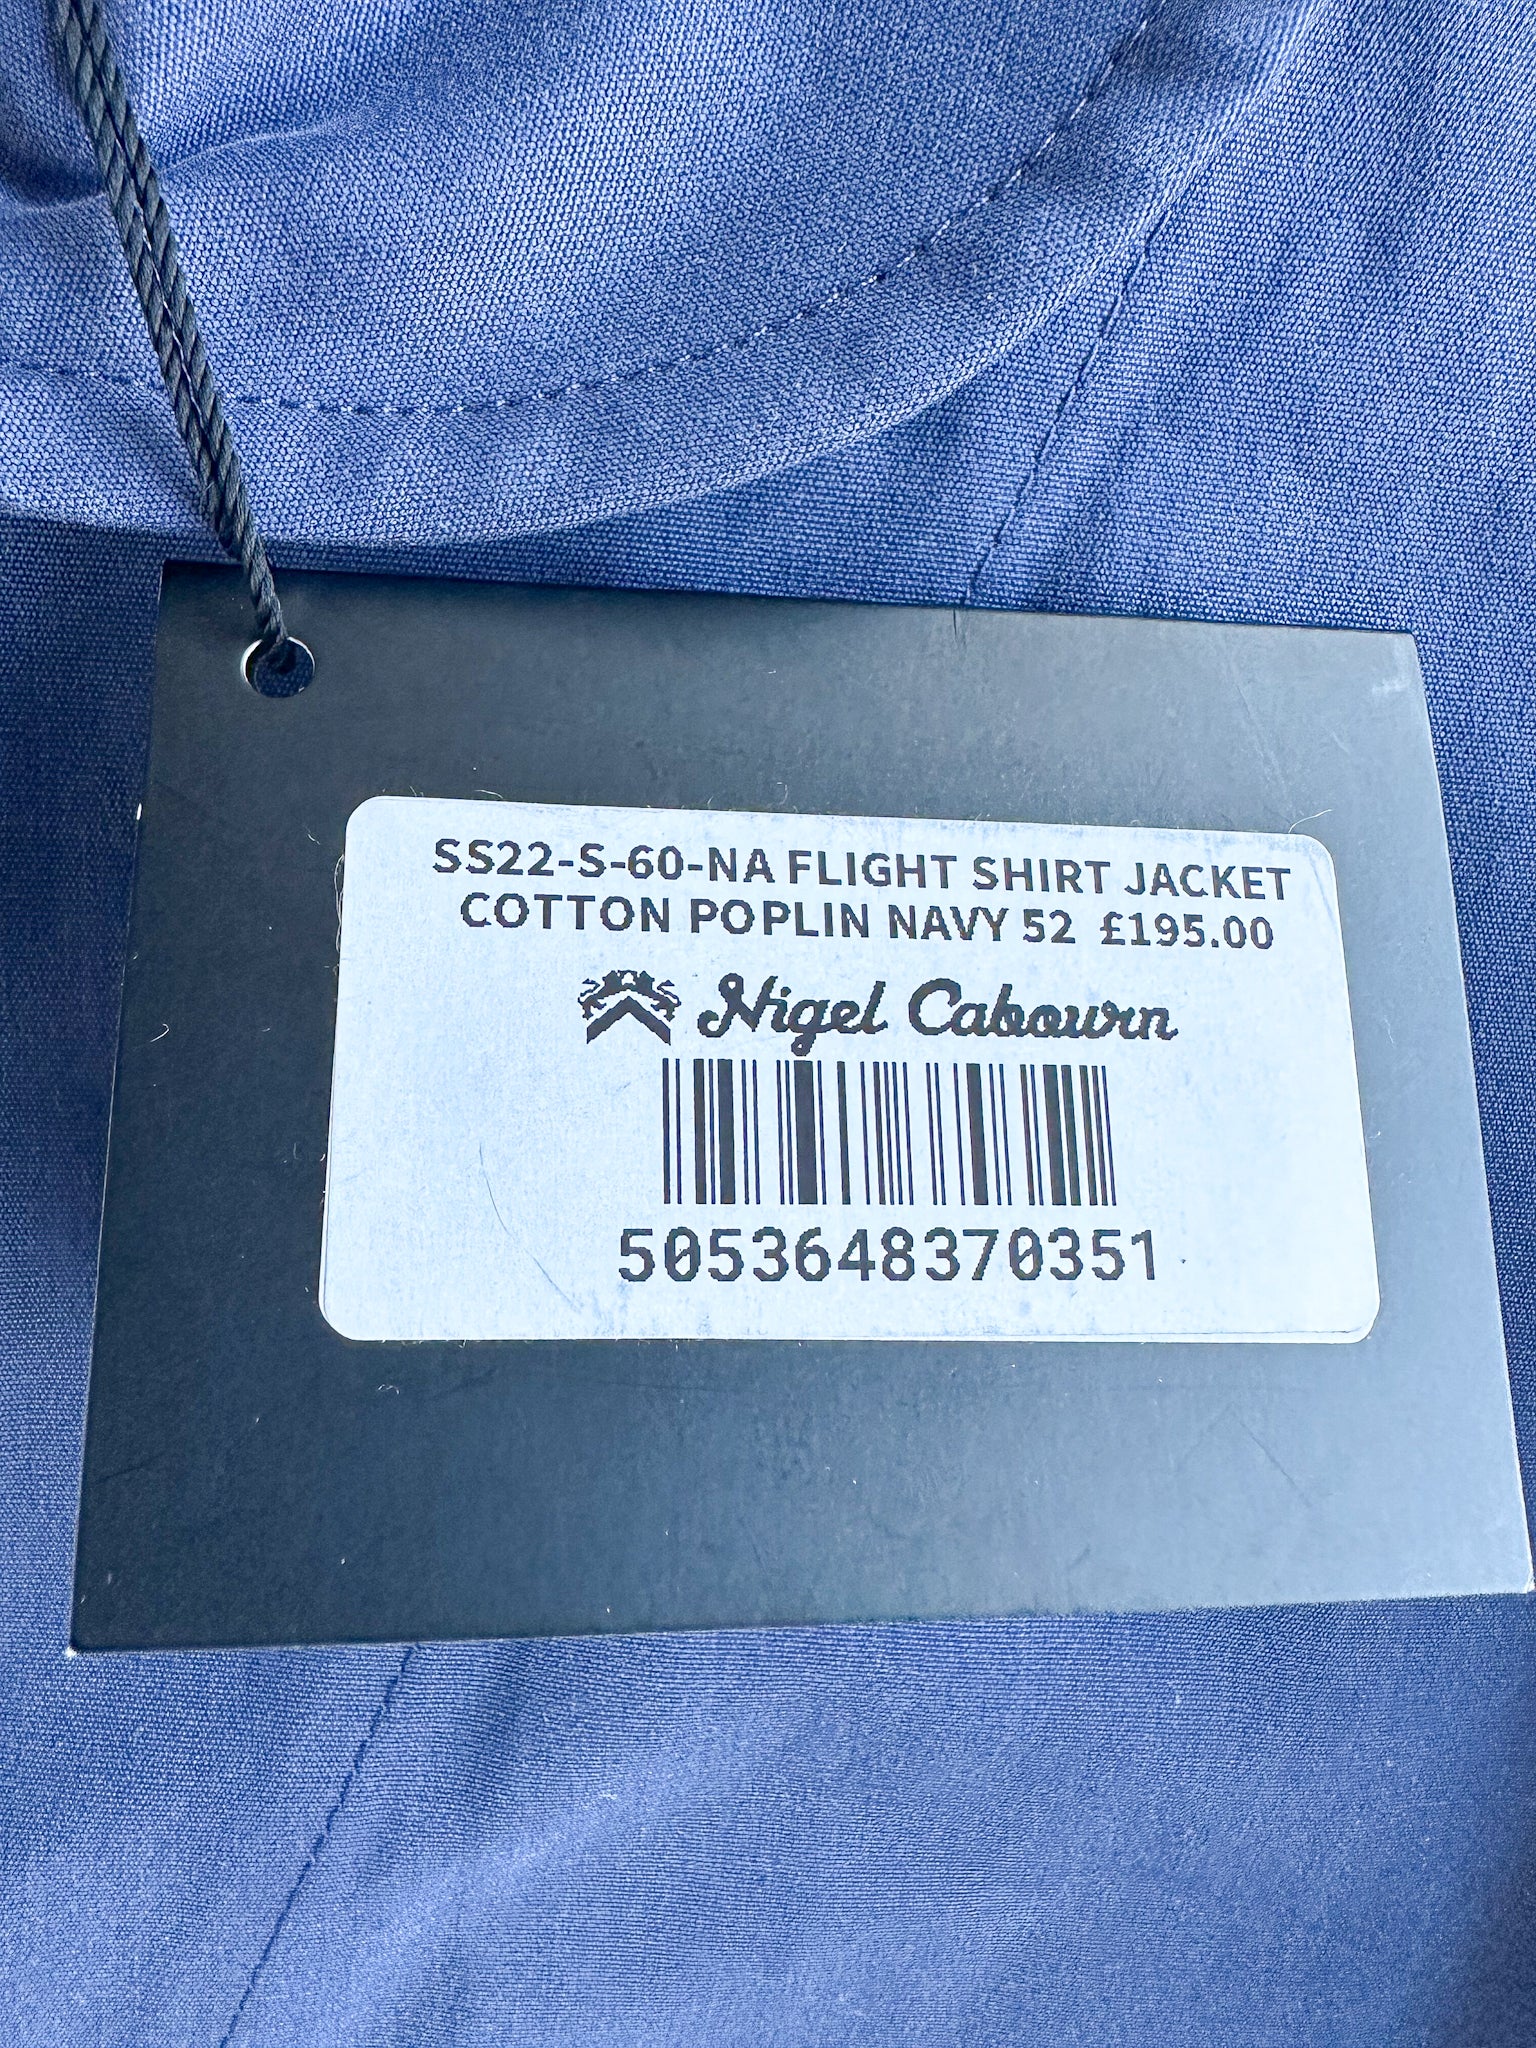 SS22-S-60-NA FLIGHT SHIRT JACKET
COTTON POPLIN NAVY 52 £195.00
Nigel Cabourn
5053648370351